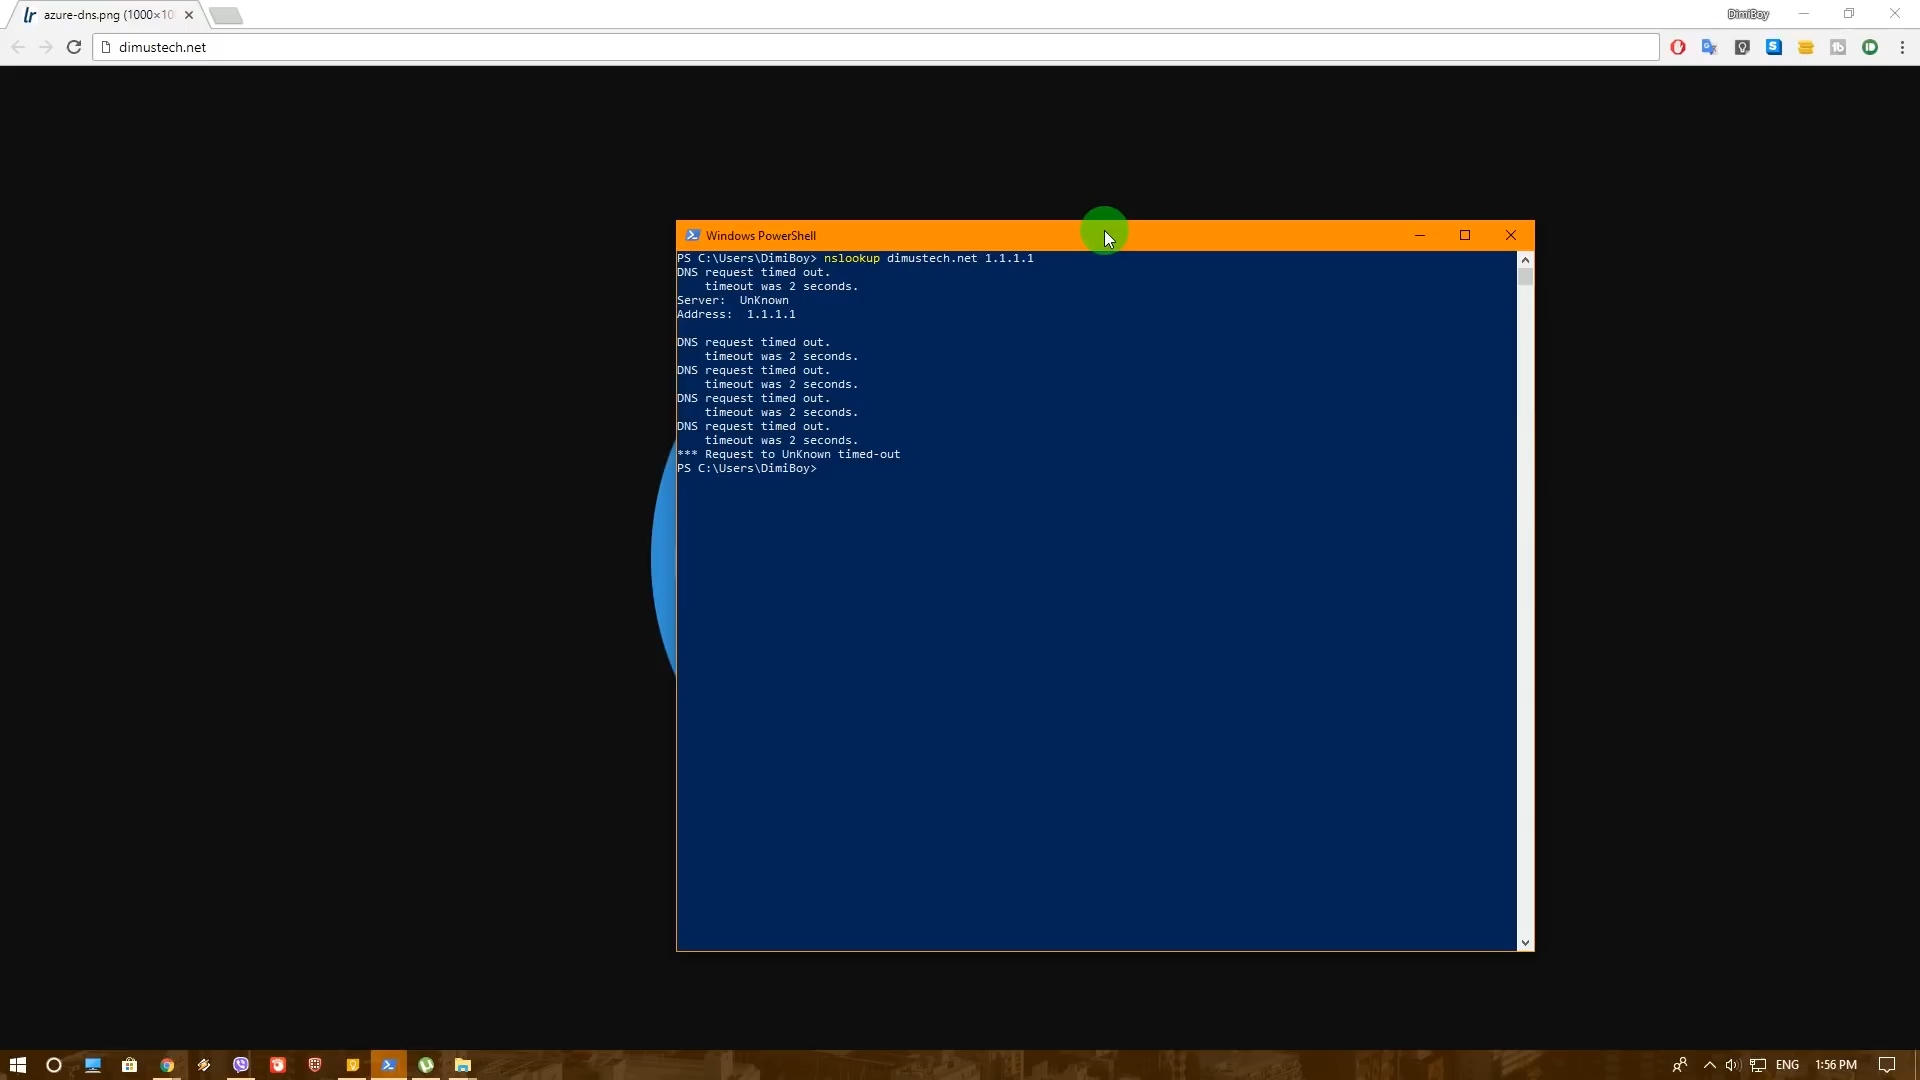 azure-dns.png (1000×10
DimiBoy
dimustech.net
Windows PowerShell
PS C:\Users\DimiBoy> nslookup dimustech.net 1.1.1.1
DNS request timed out.
    timeout was 2 seconds.
Server:  UnKnown
Address:  1.1.1.1
DNS request timed out.
    timeout was 2 seconds.
DNS request timed out.
    timeout was 2 seconds.
DNS request timed out.
    timeout was 2 seconds.
DNS request timed out.
    timeout was 2 seconds.
*** Request to UnKnown timed-out
PS C:\Users\DimiBoy>
ENG
1:56 PM